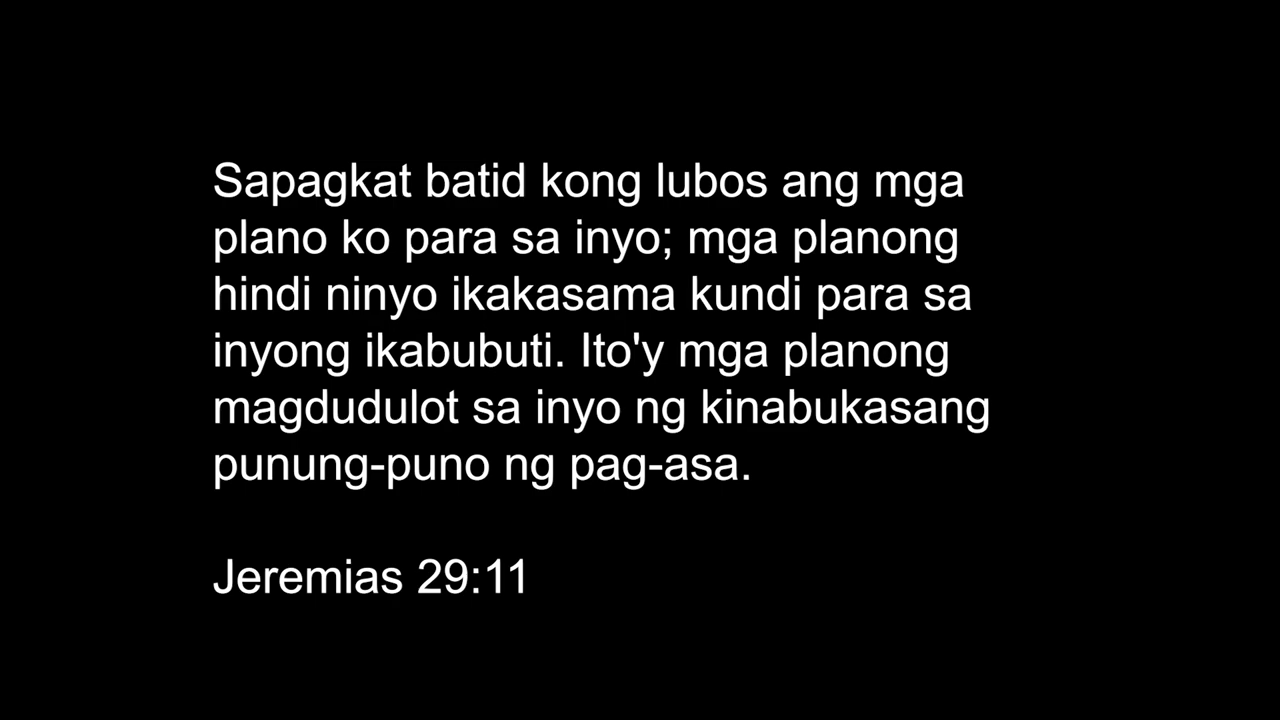 Sapagkat batid kong lubos ang mga
plano ko para sa inyo; mga planong
hindi ninyo ikakasama kundi para sa
inyong ikabubuti. Ito'y mga planong
magdudulot sa inyo ng kinabukasang
punung-puno ng pag-asa.
Jeremias 29:11